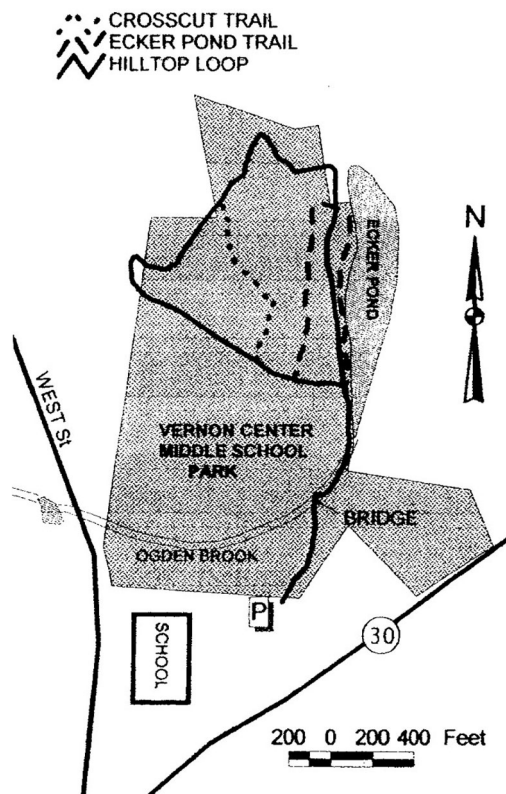 CROSSCUT TRAIL
ECKER POND TRAIL
HILLTOP LOOP
N
ECKER POND
WEST St
VERNON CENTER
MIDDLE SCHOOL
PARK
BRIDGE
OGDEN BROOK
P
SCHOOL
30
200 0 200 400 Feet